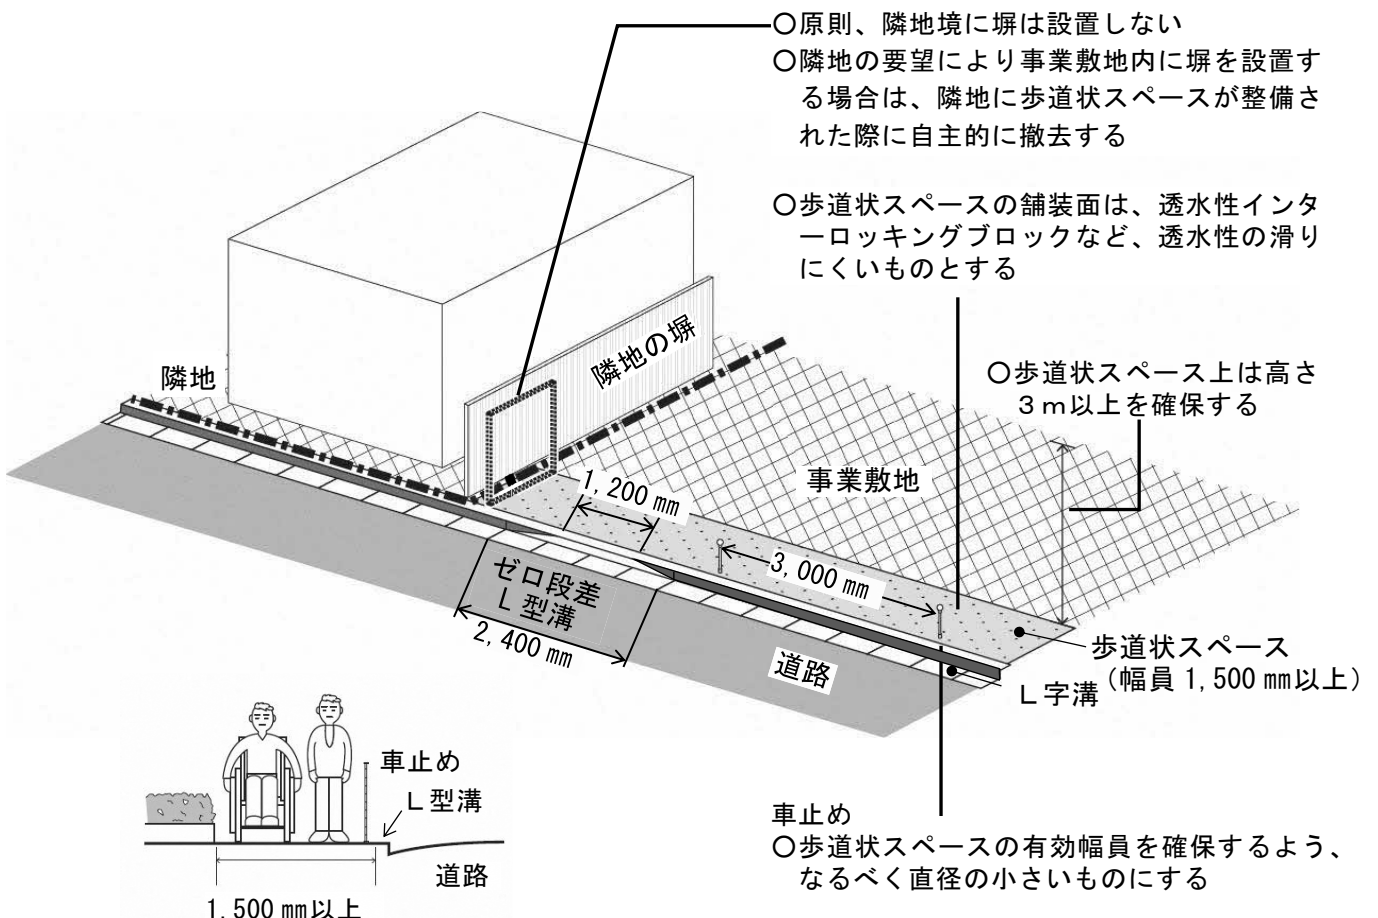 〇原則、隣地境に塀は設置しない
〇隣地の要望により事業敷地内に塀を設置す
る場合は、隣地に歩道状スペースが整備さ
れた際に自主的に撤去する
〇歩道状スペースの舗装面は、透水性インタ
ーロッキングブロックなど、透水性の滑り
にくいものとする
隣地の塀
隣地
〇歩道状スペース上は高さ
3m以上を確保する
事業敷地
1,200㎜
3,000㎜
ゼロ段差
L型溝
2,400㎜
道路
歩道状スペース
(幅員1,500㎜以上)
L字溝
車止め
L型溝
道路
1,500㎜以上
車止め
〇歩道状スペースの有効幅員を確保するよう、
なるべく直径の小さいものにする